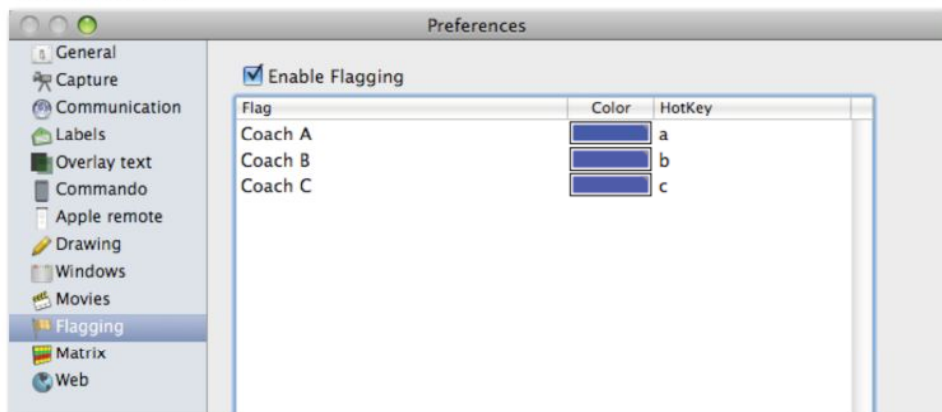 Preferences
General
Capture
Communication
Labels
Overlay text
Commando
Apple remote
Drawing
Windows
Movies
Flagging
Matrix
Web
Enable Flagging
Flag Color HotKey
Coach A a
Coach B b
Coach C c